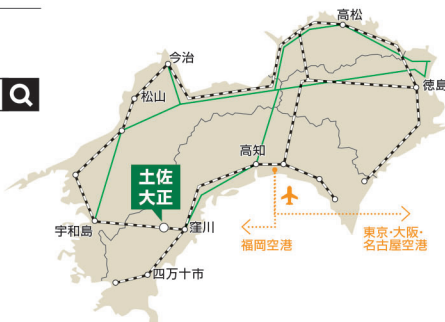 高松
今治
徳島
松山
高知
土佐
大正
宇和島
窪川
福岡空港
東京・大阪・
名古屋空港
四万十市